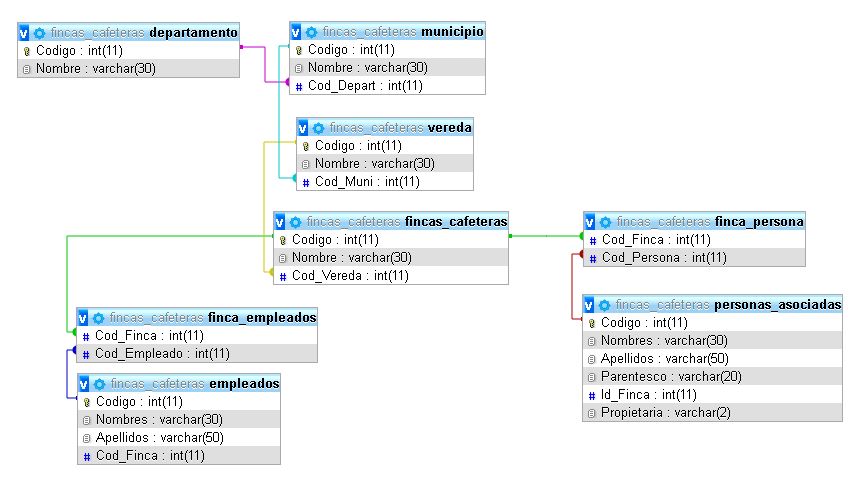 fincas_cafeteras departamento
Codigo : int(11)
Nombre : varchar(30)
fincas_cafeteras municipio
Codigo : int(11)
Nombre : varchar(30)
# Cod_Depart : int(11)
fincas_cafeteras vereda
Codigo : int(11)
Nombre : varchar(30)
# Cod_Muni : int(11)
fincas_cafeteras fincas_cafeteras
Codigo : int(11)
Nombre : varchar(30)
# Cod_Vereda : int(11)
fincas_cafeteras finca_persona
# Cod_Finca : int(11)
# Cod_Persona : int(11)
fincas_cafeteras personas_asociadas
Codigo : int(11)
Nombres : varchar(30)
Apellidos : varchar(50)
Parentesco : varchar(20)
# Id_Finca : int(11)
Propietaria : varchar(2)
fincas_cafeteras finca_empleados
# Cod_Finca : int(11)
# Cod_Empleado : int(11)
fincas_cafeteras empleados
Codigo : int(11)
Nombres : varchar(30)
Apellidos : varchar(50)
# Cod_Finca : int(11)